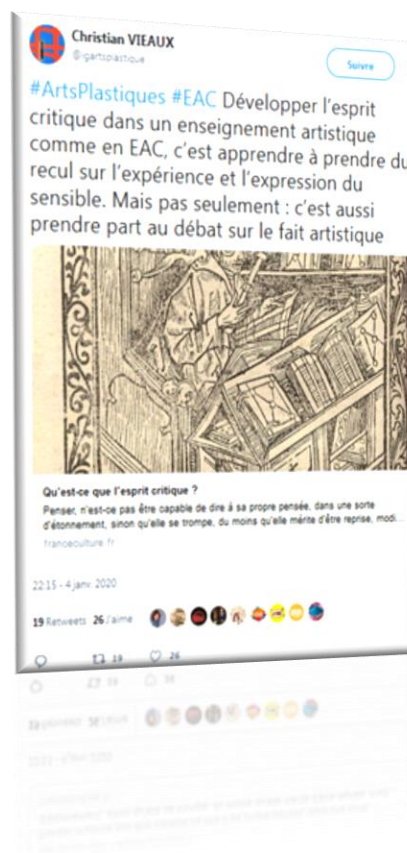 Christian VIEAUX
@gartsplastique
Suivre
#ArtsPlastiques #EAC Développer l'esprit
critique dans un enseignement artistique
comme en EAC, c'est apprendre à prendre du
recul sur l'expérience et l'expression du
sensible. Mais pas seulement : c'est aussi
prendre part au débat sur le fait artistique
Qu'est-ce que l'esprit critique ?
Penser, n'est-ce pas être capable de dire à sa propre pensée, dans une sorte
d'étonnement, sinon qu'elle se trompe, du moins qu'elle mérite d'être reprise, modi...
franceculture.fr
22:15 - 4 janv. 2020
19 Retweets 26 J'aime
19 26